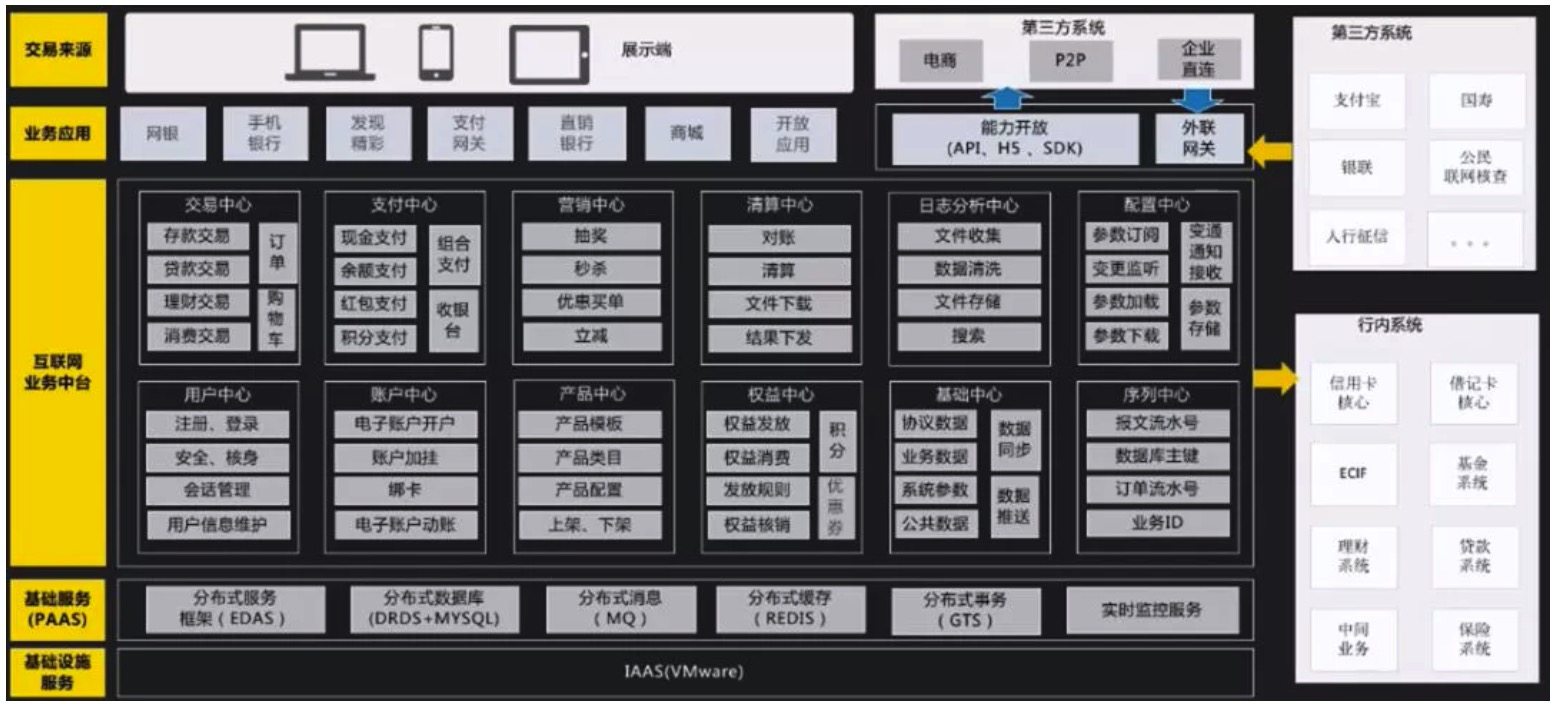 交易来源
展示端
第三方系统
电商
P2P
企业
直连
业务应用
网银
手机
银行
发现
精彩
支付
网关
直销
银行
商城
开放
应用
能力开放
(API、H5 、SDK)
外联
网关
第三方系统
支付宝
国寿
银联
公民
联网核查
人行征信
。。。
互联网
业务中台
交易中心
存款交易
贷款交易
理财交易
消费交易
订
单
购
物
车
支付中心
现金支付
余额支付
红包支付
积分支付
组合
支付
收银
台
营销中心
抽奖
秒杀
优惠买单
立减
清算中心
对账
清算
文件下载
结果下发
日志分析中心
文件收集
数据清洗
文件存储
搜索
配置中心
参数订阅
变更监听
参数加载
参数下载
变通
通知
接收
参数
存储
用户中心
注册、登录
安全、核身
会话管理
用户信息维护
账户中心
电子账户开户
账户加挂
绑卡
电子账户动账
产品中心
产品模板
产品类目
产品配置
上架、下架
权益中心
权益发放
权益消费
发放规则
权益核销
积
分
优
惠
券
基础中心
协议数据
业务数据
系统参数
公共数据
数据
同步
数据
推送
序列中心
报文流水号
数据库主键
订单流水号
业务ID
行内系统
信用卡
核心
借记卡
核心
ECIF
基金
系统
理财
系统
贷款
系统
中间
业务
保险
系统
基础服务
(PAAS)
分布式服务
框架（EDAS）
分布式数据库
(DRDS+MYSQL)
分布式消息
（MQ）
分布式缓存
（REDIS）
分布式事务
（GTS）
实时监控服务
基础设施
服务
IAAS(VMware)